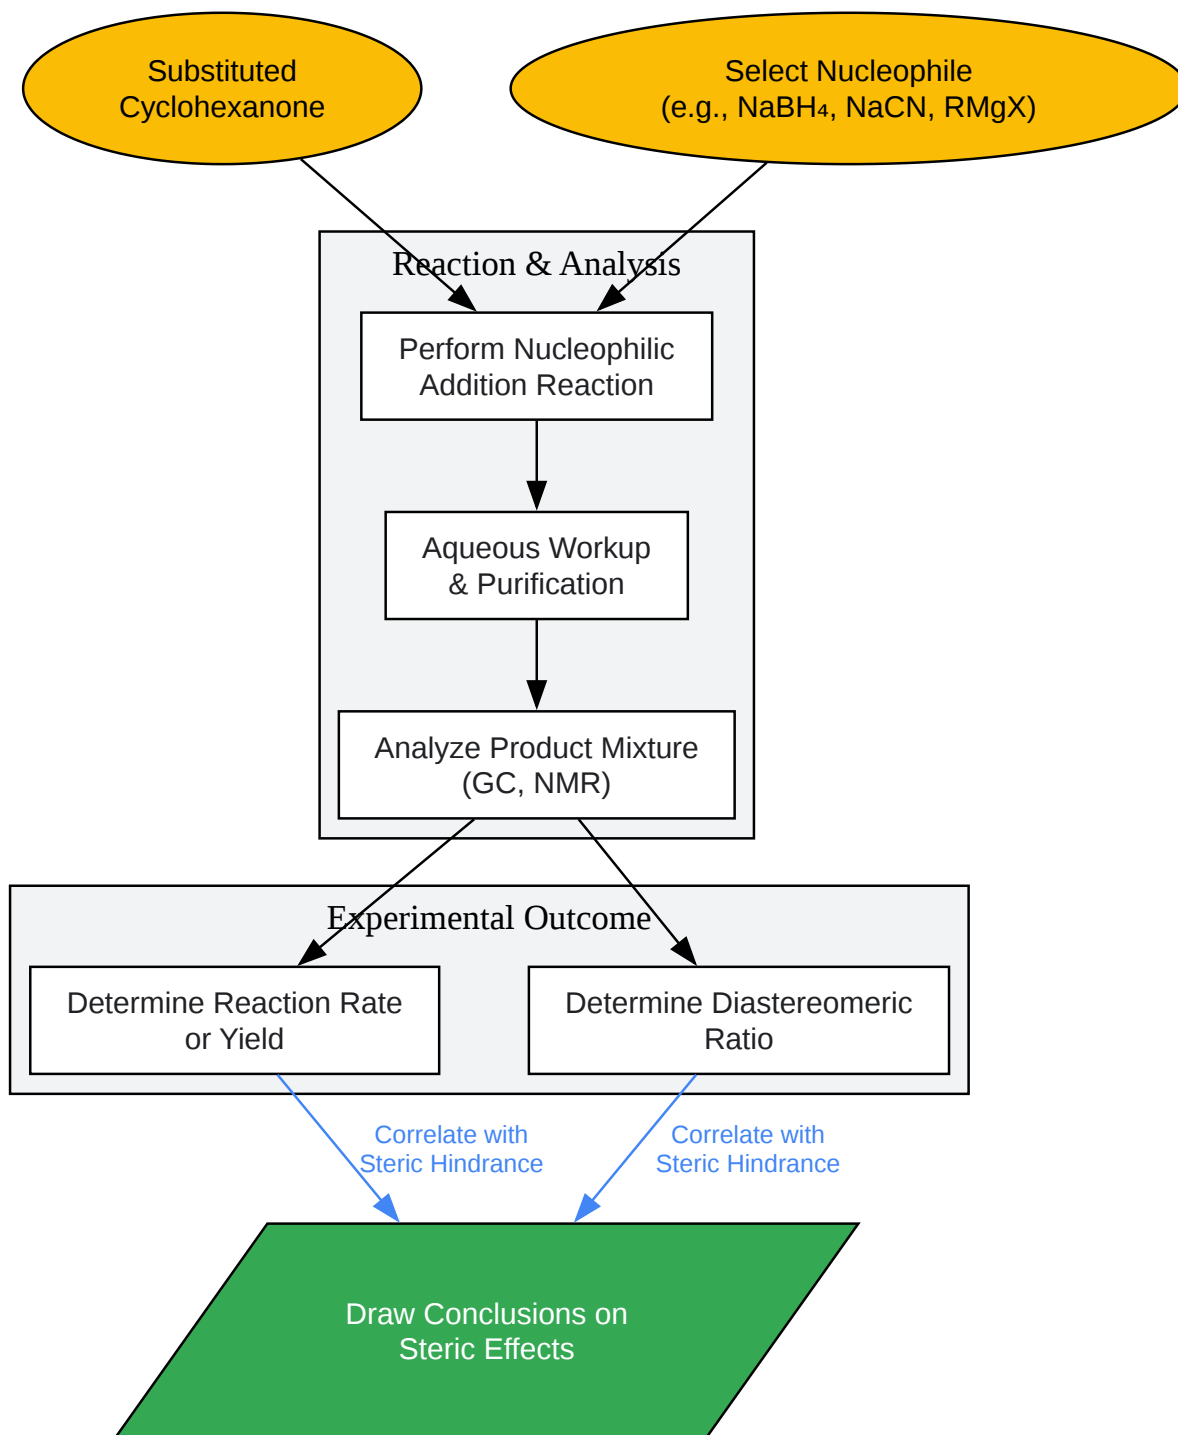 Substituted
Cyclohexanone
Select Nucleophile
(e.g., NaBH₄, NaCN, RMgX)
Reaction & Analysis
Perform Nucleophilic
Addition Reaction
Aqueous Workup
& Purification
Analyze Product Mixture
(GC, NMR)
Experimental Outcome
Determine Reaction Rate
or Yield
Determine Diastereomeric
Ratio
Correlate with
Steric Hindrance
Correlate with
Steric Hindrance
Draw Conclusions on
Steric Effects